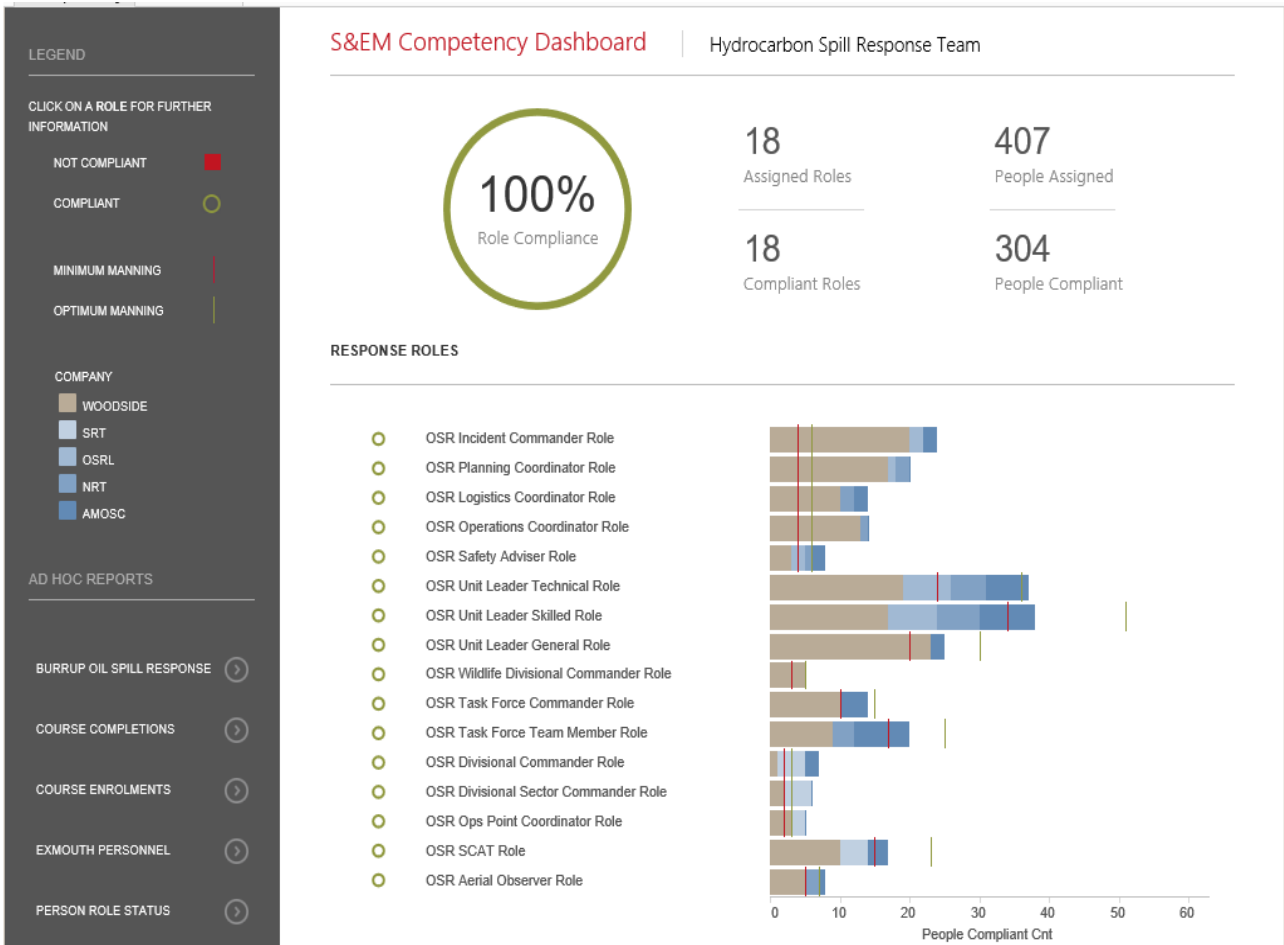 LEGEND
CLICK ON A ROLE FOR FURTHER
INFORMATION
NOT COMPLIANT
COMPLIANT
MINIMUM MANNING
OPTIMUM MANNING
COMPANY
WOODSIDE
SRT
OSRL
NRT
AMOSC
AD HOC REPORTS
BURRUP OIL SPILL RESPONSE
COURSE COMPLETIONS
COURSE ENROLMENTS
EXMOUTH PERSONNEL
PERSON ROLE STATUS
S&EM Competency Dashboard
Hydrocarbon Spill Response Team
100%
Role Compliance
18
Assigned Roles
407
People Assigned
18
Compliant Roles
304
People Compliant
RESPONSE ROLES
OSR Incident Commander Role
OSR Planning Coordinator Role
OSR Logistics Coordinator Role
OSR Operations Coordinator Role
OSR Safety Adviser Role
OSR Unit Leader Technical Role
OSR Unit Leader Skilled Role
OSR Unit Leader General Role
OSR Wildlife Divisional Commander Role
OSR Task Force Commander Role
OSR Task Force Team Member Role
OSR Divisional Commander Role
OSR Divisional Sector Commander Role
OSR Ops Point Coordinator Role
OSR SCAT Role
OSR Aerial Observer Role
0 10 20 30 40 50 60
People Compliant Cnt